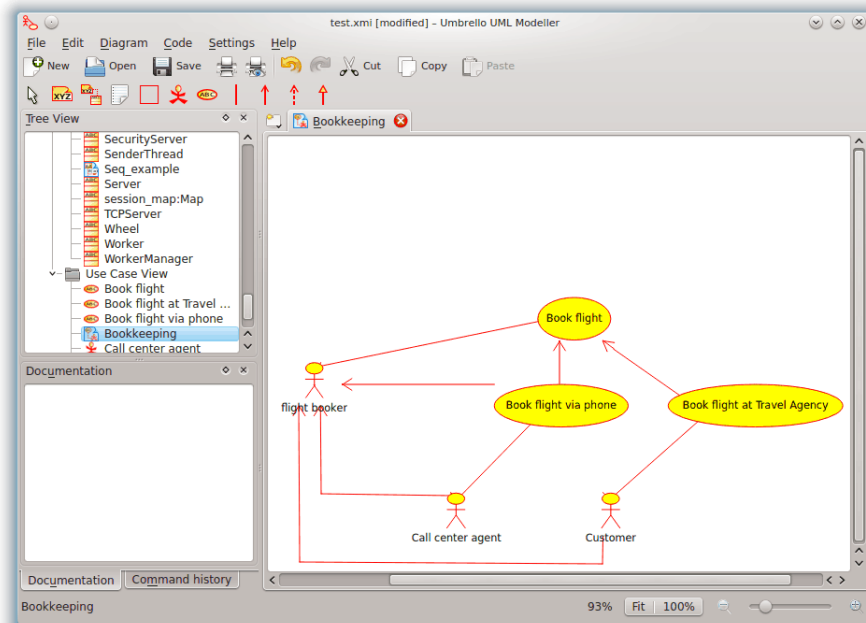 test.xmi [modified] – Umbrello UML Modeller
File Edit Diagram Code Settings Help
New Open Save Cut Copy Paste
XYZ XYZ ABC
Tree View
Bookkeeping
SecurityServer
SenderThread
Seq_example
Server
session_map:Map
TCPServer
Wheel
Worker
WorkerManager
Use Case View
Book flight
Book flight at Travel ...
Book flight via phone
Bookkeeping
Call center agent
Documentation
Book flight
flight booker
Book flight via phone
Book flight at Travel Agency
Call center agent
Customer
Documentation Command history
Bookkeeping
93% Fit 100%